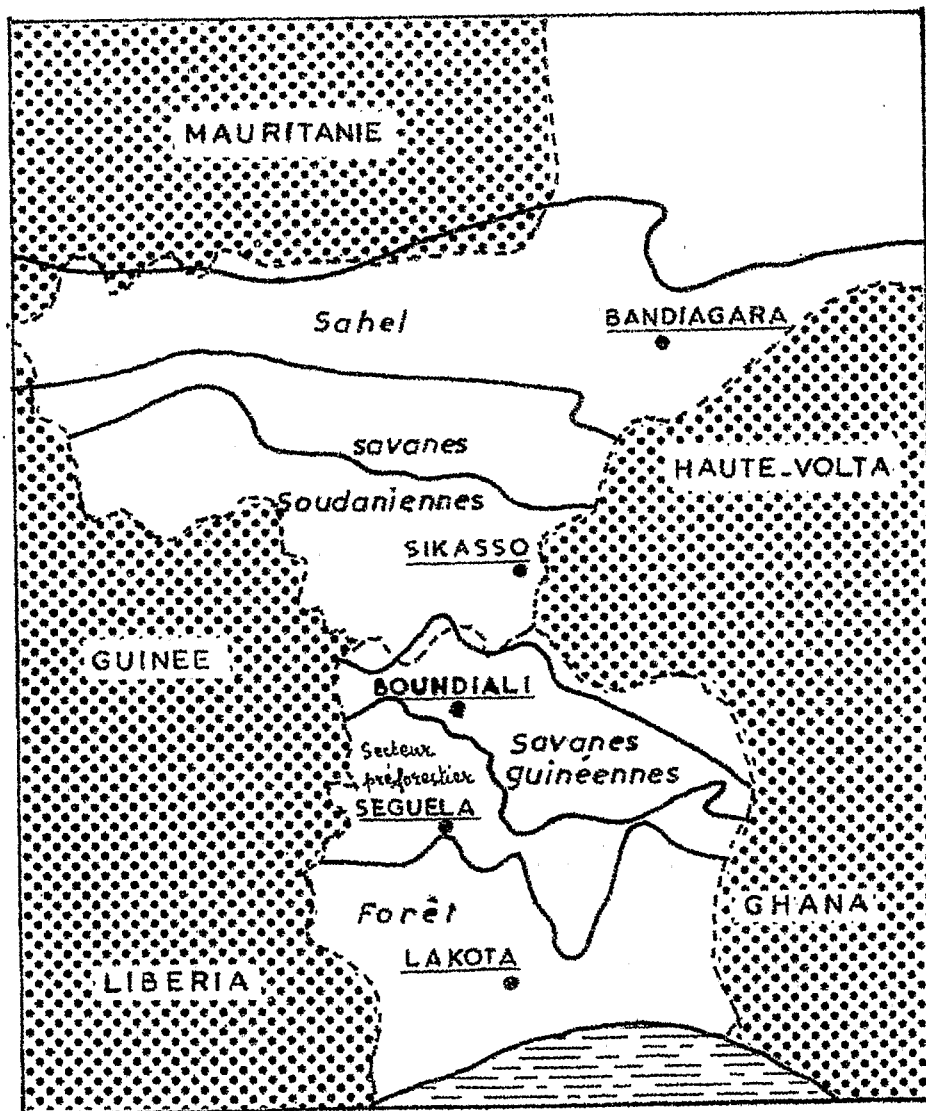 MAURITANIE
Sahel
BANDIAGARA
savanes
HAUTE-VOLTA
Soudaniennes
SIKASSO
GUINEE
BOUNDIALI
Savanes
guinéennes
Secteur
préforestier
SEGUELA
Forêt
GHANA
LAKOTA
LIBERIA